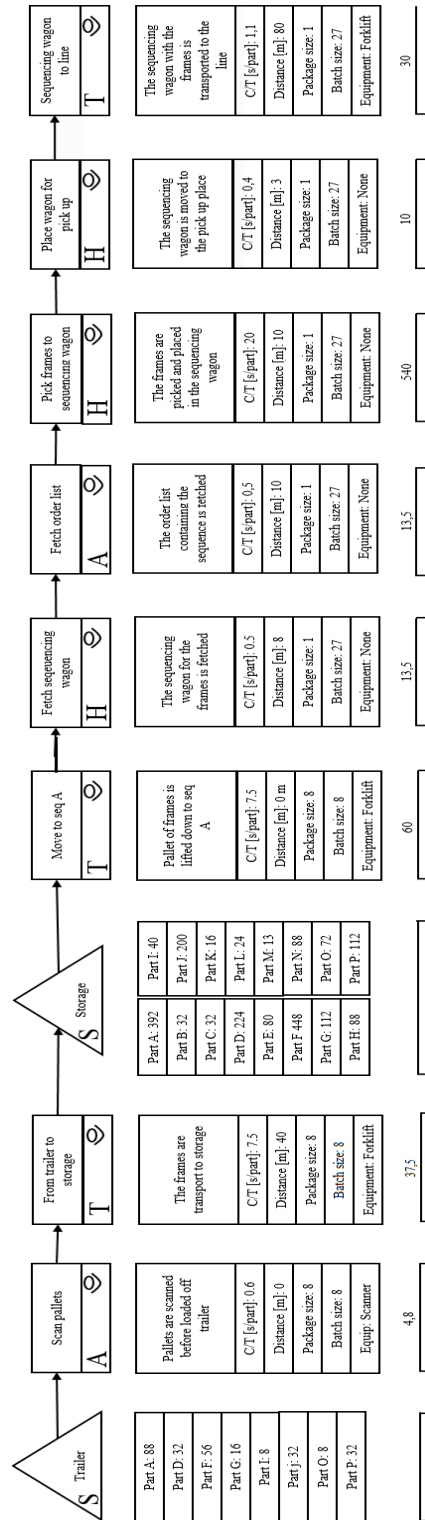 Trailer
S
Part A: 88
Part D: 32
Part F: 56
Part G: 16
Part I: 8
Part j: 32
Part O: 8
Part P: 32
Scan pallets
A
Pallets are scanned
before loaded off
trailer
C/T [s/part]: 0.6
Distance [m]: 0
Package size: 8
Batch size: 8
Equip: Scanner
4,8
From trailer to
storage
T
The frames are
transport to storage
C/T [s/part]: 7.5
Distance [m]: 40
Package size: 8
Batch size: 8
Equipment: Forklift
37,5
Storage
S
Part A: 392
Part B: 32
Part C: 32
Part D: 224
Part E: 80
Part F 448
Part G: 112
Part H: 88
Part I: 40
Part J: 200
Part K: 16
Part L: 24
Part M: 13
Part N: 88
Part O: 72
Part P: 112
Move to seq A
T
Pallet of frames is
lifted down to seq
A
C/T [s/part]: 7.5
Distance [m]: 0 m
Package size: 8
Batch size: 8
Equipment: Forklift
60
Fetch seqeuencing
wagon
H
The sequencing
wagon for the
frames is fetched
C/T [s/part]: 0.5
Distance [m]: 8
Package size: 1
Batch size: 27
Equipment: None
13,5
Fetch order list
A
The order list
containing the
sequence is retched
C/T [s/part]: 0,5
Distance [m]: 10
Package size: 1
Batch size: 27
Equipment: None
13,5
Pick frames to
sequencing wagon
H
The frames are
picked and placed
in the sequencing
wagon
C/T [s/part]: 20
Distance [m]: 10
Package size: 1
Batch size: 27
Equipment: None
540
Place wagon for
pick up
H
The sequencing
wagon is moved to
the pick up place
C/T [s/part]: 0,4
Distance [m]: 3
Package size: 1
Batch size: 27
Equipment: None
10
Sequencing wagon
to line
T
The sequencing
wagon with the
frames is
transported to the
line
C/T [s/part]: 1,1
Distance [m]: 80
Package size: 1
Batch size: 27
Equipment: Forklift
30